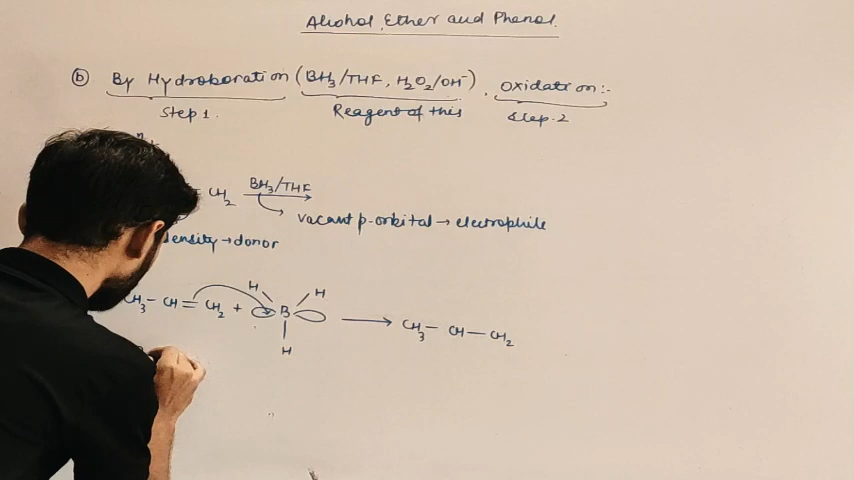 Alcohol, Ether and Phenol.
ⓑ By Hydroboration (BH3/THF, H2O2/OH⁻). Oxidation:-
Step 1. Reagent of this Step-2
CH2 BH3/THF →
vacant p-orbital → electrophile
density → donor
H H
CH3 - CH = CH2 + B → CH3 - CH - CH2
H